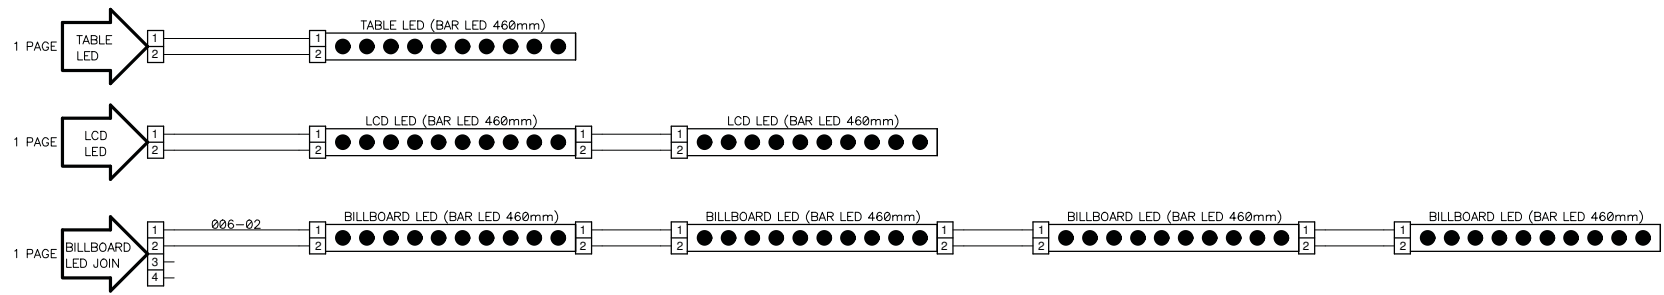 TABLE LED (BAR LED 460mm)
1 PAGE TABLE LED 1 2 1 2
LCD LED (BAR LED 460mm) LCD LED (BAR LED 460mm)
1 PAGE LCD LED 1 2 1 2 1 2 1 2
006-02 BILLBOARD LED (BAR LED 460mm) BILLBOARD LED (BAR LED 460mm) BILLBOARD LED (BAR LED 460mm) BILLBOARD LED (BAR LED 460mm)
1 PAGE BILLBOARD LED JOIN 1 2 3 4 1 2 1 2 1 2 1 2 1 2 1 2 1 2